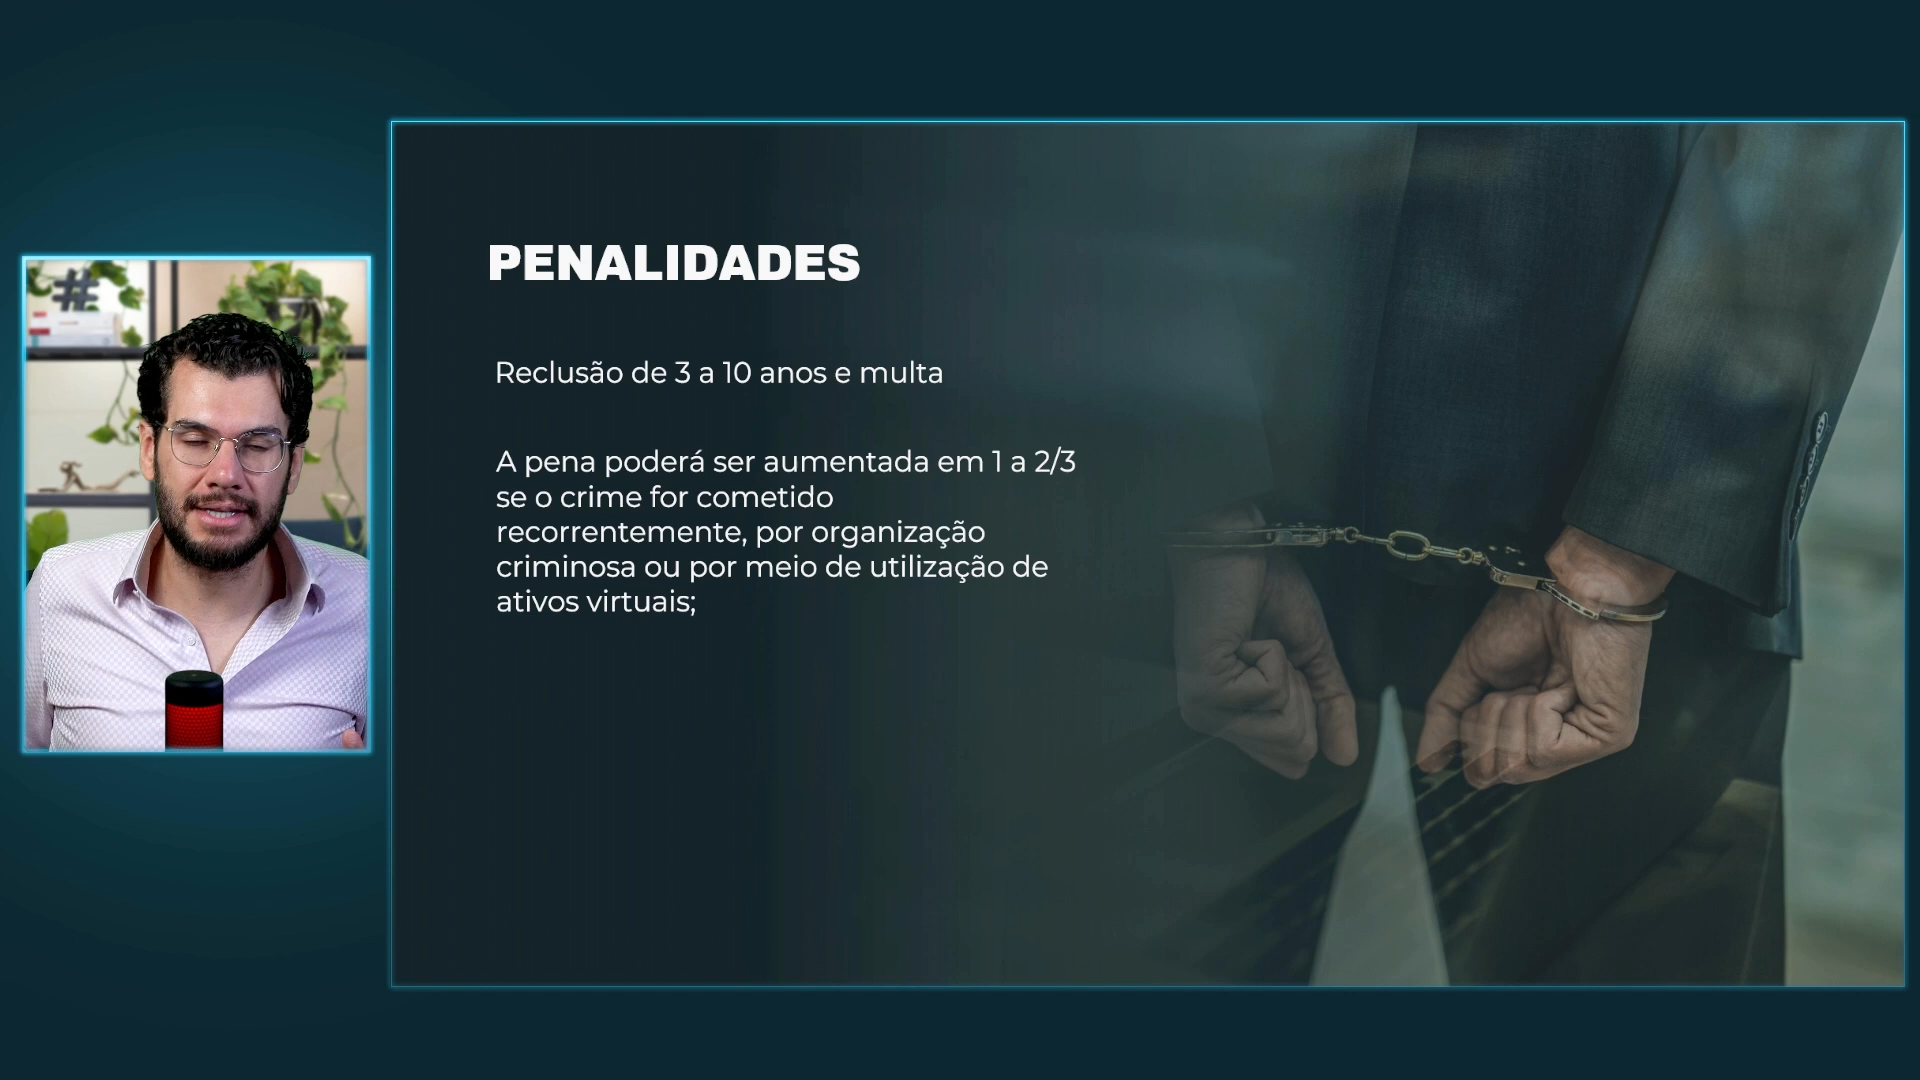 PENALIDADES
Reclusão de 3 a 10 anos e multa
A pena poderá ser aumentada em 1 a 2/3
se o crime for cometido
recorrentemente, por organização
criminosa ou por meio de utilização de
ativos virtuais;